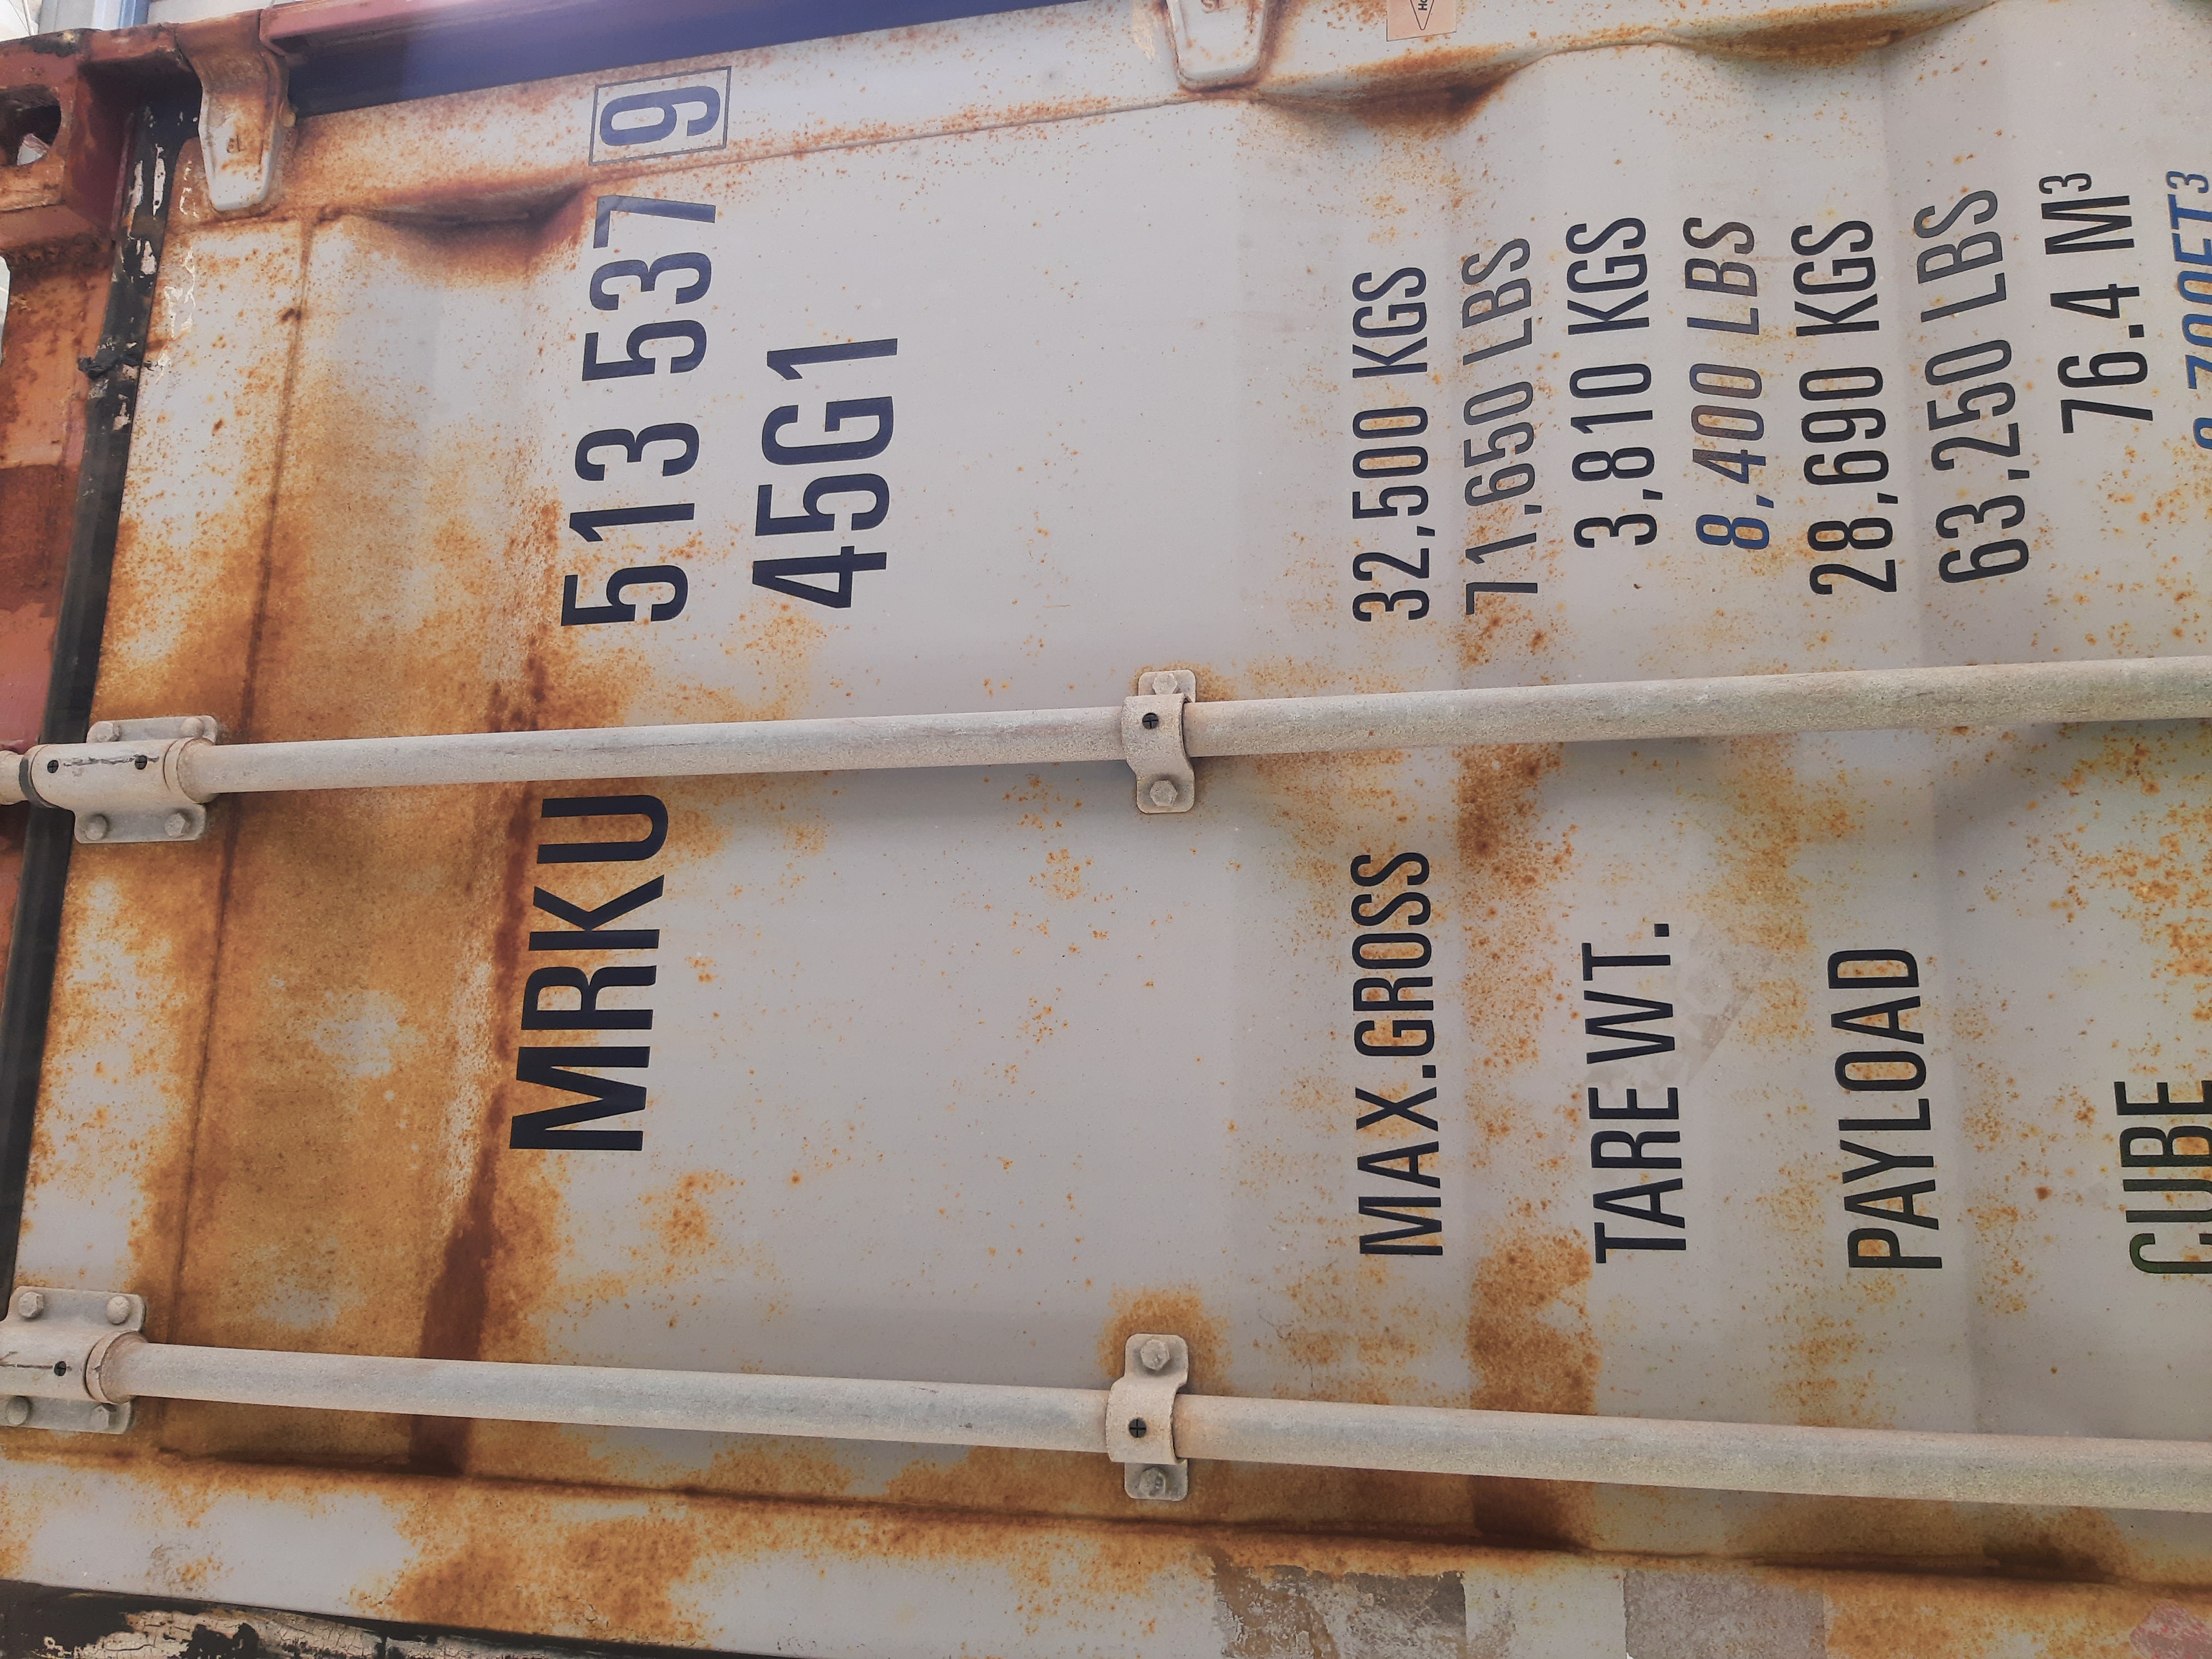 MRKU 513 537 9
45G1
MAX.GROSS 32,500 KGS
71,650 LBS
TARE WT. 3,810 KGS
8,400 LBS
PAYLOAD 28,690 KGS
63,250 LBS
CUBE 76.4 M³